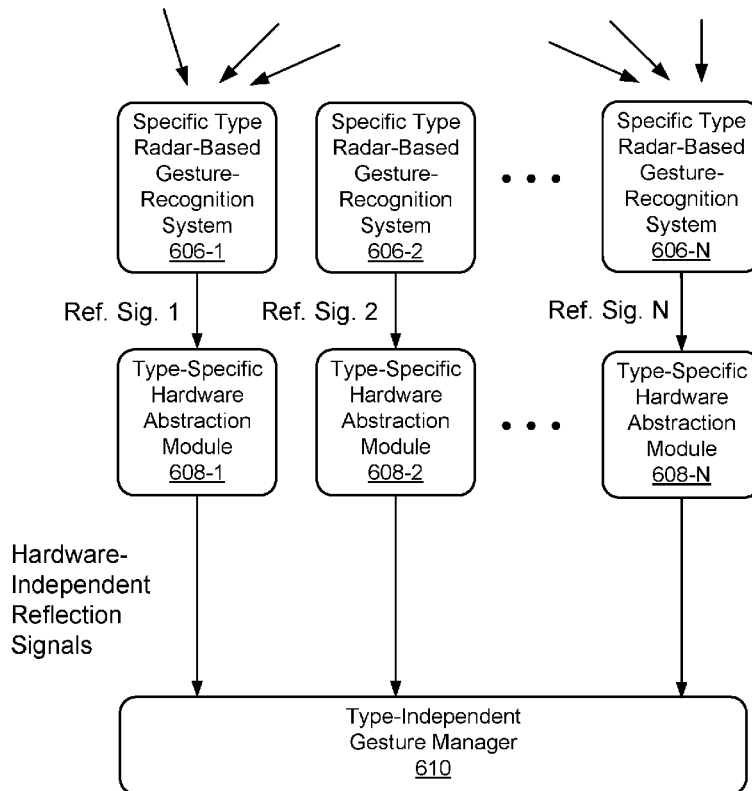 Specific Type
Radar-Based
Gesture-
Recognition
System
606-1
Specific Type
Radar-Based
Gesture-
Recognition
System
606-2
Specific Type
Radar-Based
Gesture-
Recognition
System
606-N
Ref. Sig. 1
Ref. Sig. 2
Ref. Sig. N
Type-Specific
Hardware
Abstraction
Module
608-1
Type-Specific
Hardware
Abstraction
Module
608-2
Type-Specific
Hardware
Abstraction
Module
608-N
Hardware-
Independent
Reflection
Signals
Type-Independent
Gesture Manager
610